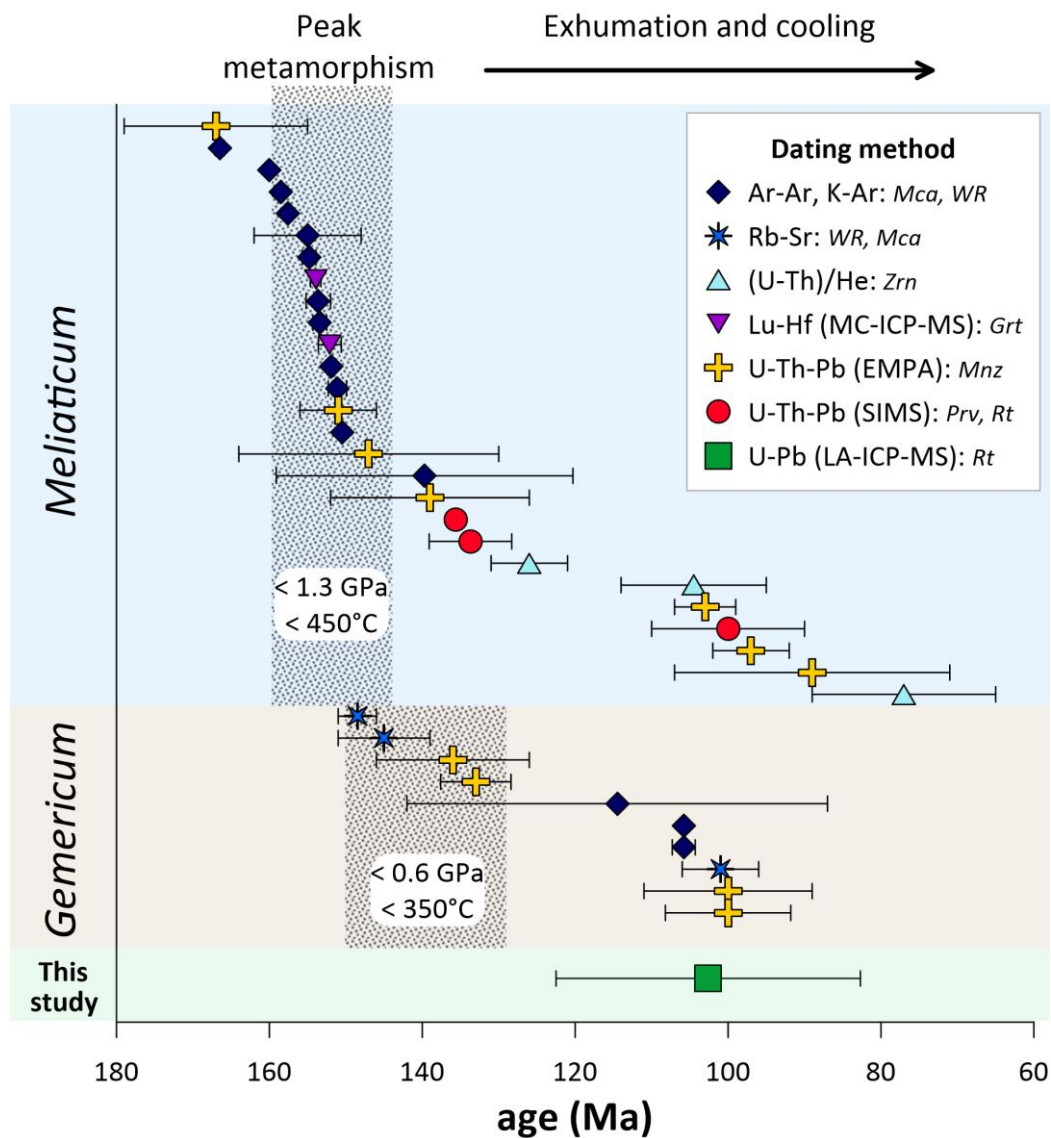 Peak
metamorphism
Exhumation and cooling
Dating method
Ar-Ar, K-Ar: Mca, WR
Rb-Sr: WR, Mca
(U-Th)/He: Zrn
Lu-Hf (MC-ICP-MS): Grt
U-Th-Pb (EMPA): Mnz
U-Th-Pb (SIMS): Prv, Rt
U-Pb (LA-ICP-MS): Rt
Meliaticum
< 1.3 GPa
< 450°C
Gemericum
< 0.6 GPa
< 350°C
This
study
180 160 140 120 100 80 60
age (Ma)